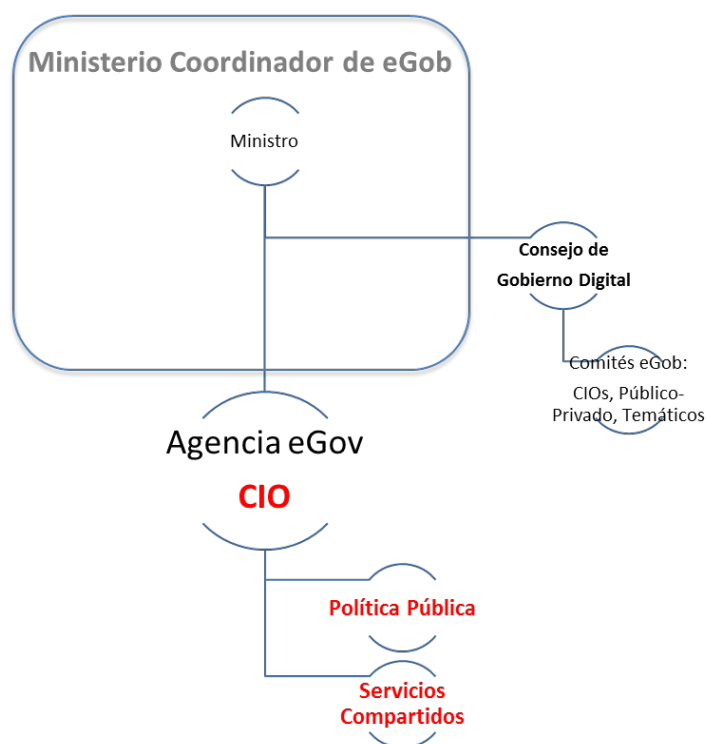 Ministerio Coordinador de eGob
Ministro
Consejo de
Gobierno Digital
Comités eGob:
CIOs, Público-
Privado, Temáticos
Agencia eGov
CIO
Política Pública
Servicios
Compartidos